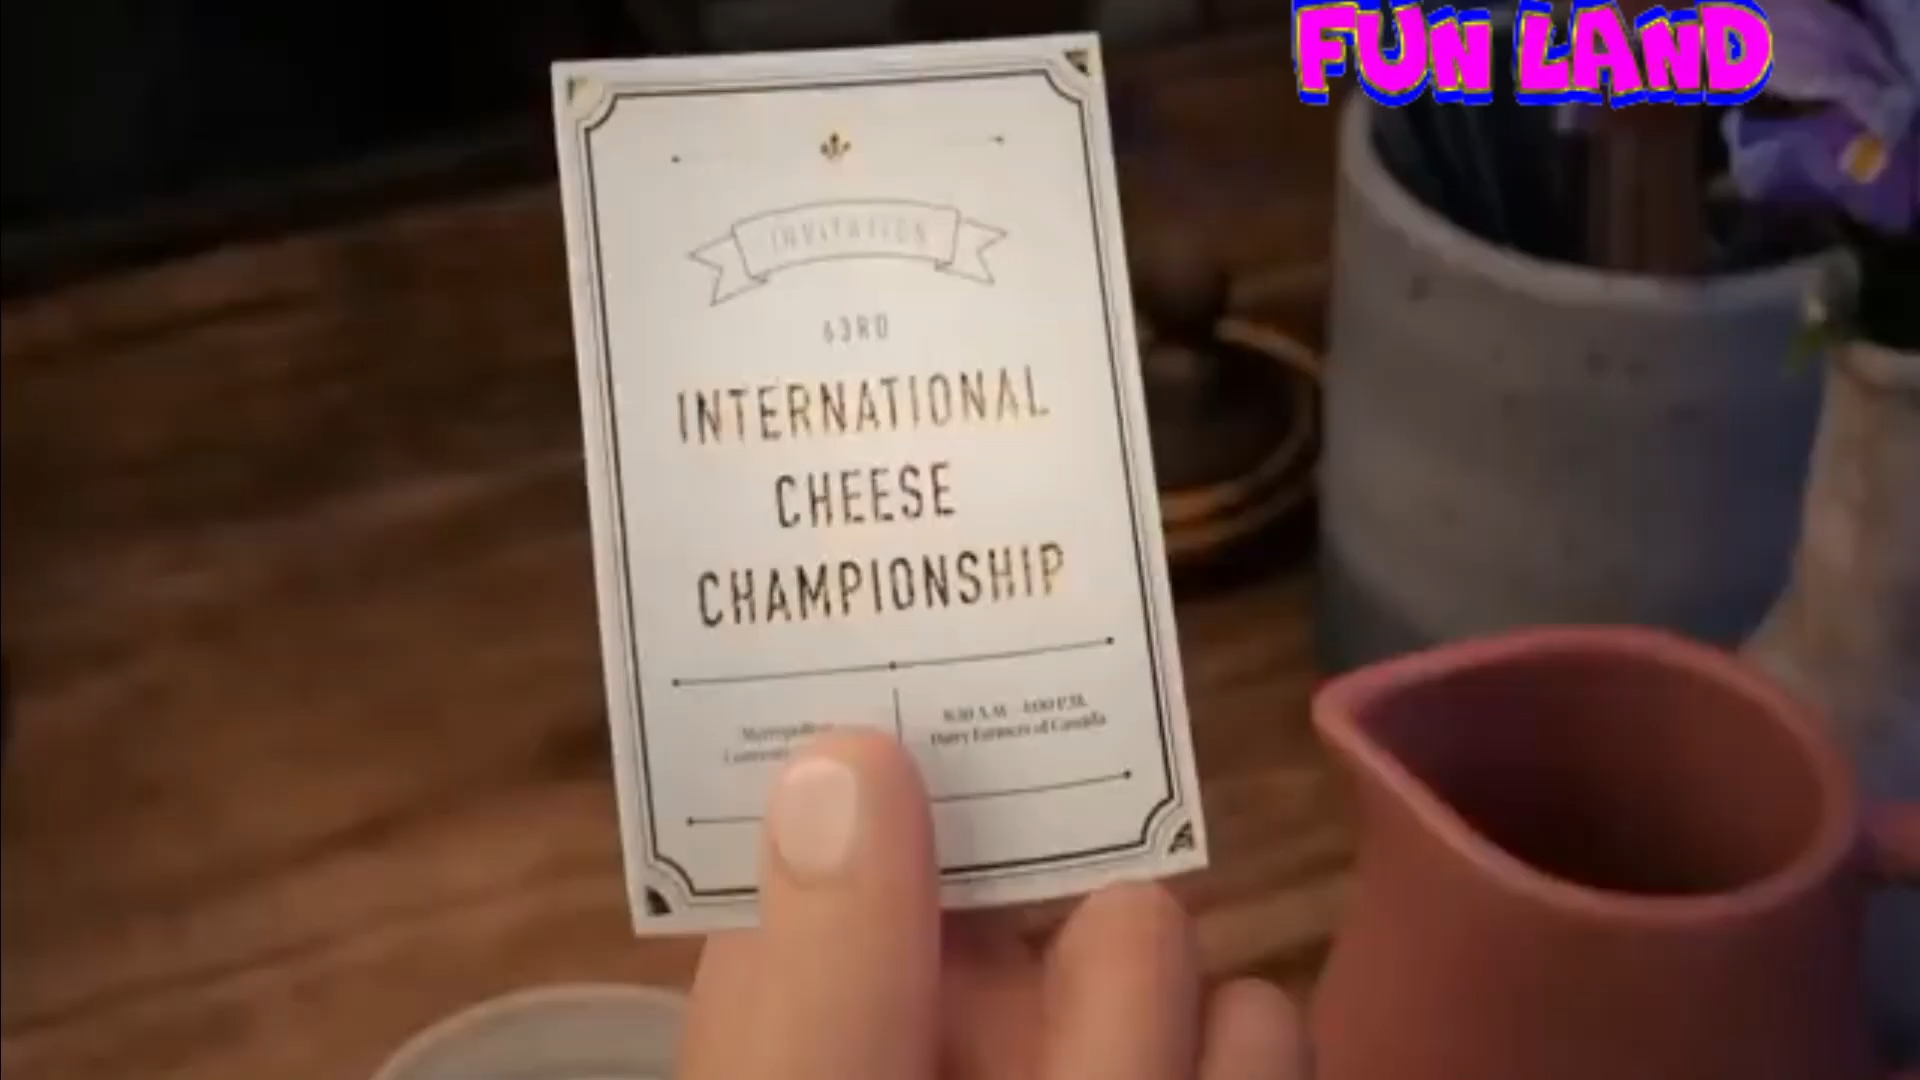 FUN LAND
INVITATION
63RD
INTERNATIONAL
CHEESE
CHAMPIONSHIP
Dairy Farmers of Canada